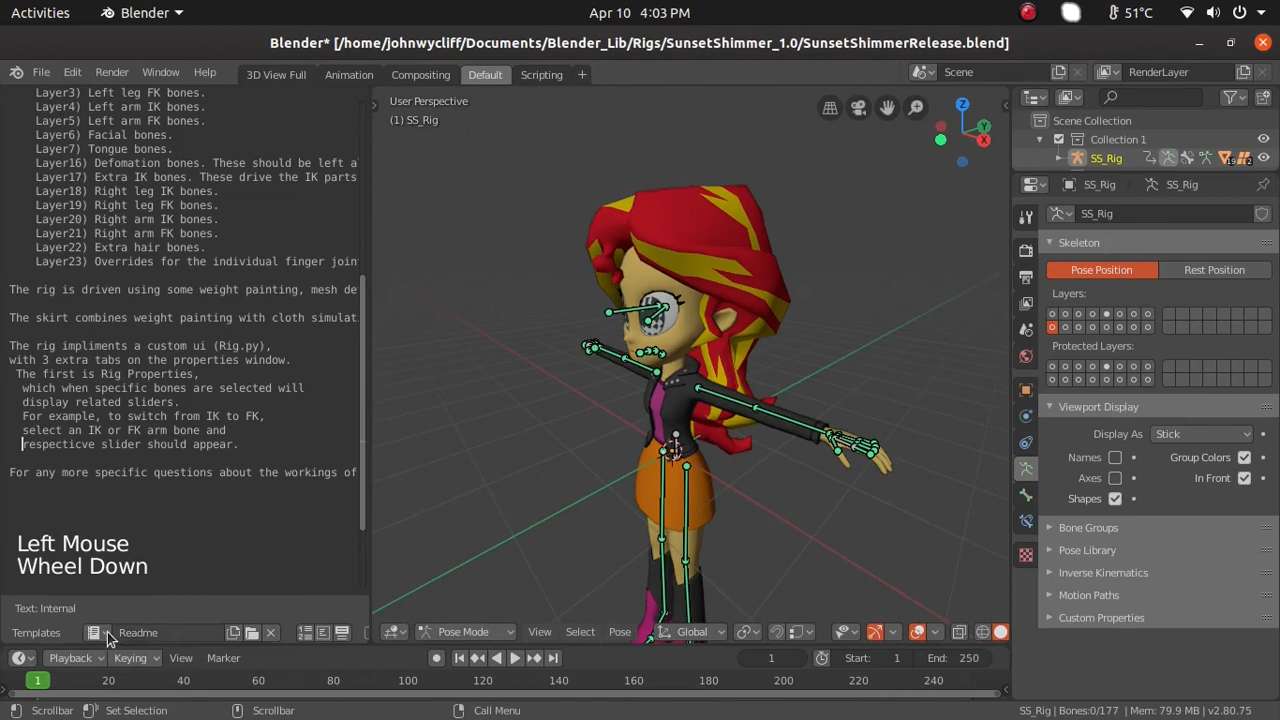 Activities
Blender
Apr 10 4:03 PM
51°C
Blender* [/home/johnwycliff/Documents/Blender_Lib/Rigs/SunsetShimmer_1.0/SunsetShimmerRelease.blend]
File Edit Render Window Help
3D View Full Animation Compositing Default Scripting +
Scene
RenderLayer
Layer3) Left leg FK bones.
Layer4) Left arm IK bones.
Layer5) Left arm FK bones.
Layer6) Facial bones.
Layer7) Tongue bones.
Layer16) Defomation bones. These should be left a
Layer17) Extra IK bones. These drive the IK parts
Layer18) Right leg IK bones.
Layer19) Right leg FK bones.
Layer20) Right arm IK bones.
Layer21) Right arm FK bones.
Layer22) Extra hair bones.
Layer23) Overrides for the individual finger join
The rig is driven using some weight painting, mesh de
The skirt combines weight painting with cloth simulat
The rig impliments a custom ui (Rig.py),
with 3 extra tabs on the properties window.
The first is Rig Properties,
which when specific bones are selected will
display related sliders.
For example, to switch from IK to FK,
select an IK or FK arm bone and
respecticve slider should appear.
For any more specific questions about the workings of
Left Mouse
Wheel Down
Text: Internal
Templates
Readme
User Perspective
(1) SS_Rig
Z
Y
X
Pose Mode
View Select Pose
Global
Scene Collection
Collection 1
SS_Rig
19
2
SS_Rig
SS_Rig
SS_Rig
Skeleton
Pose Position
Rest Position
Layers:
Protected Layers:
Viewport Display
Display As
Stick
Names
Group Colors
Axes
In Front
Shapes
Bone Groups
Pose Library
Inverse Kinematics
Motion Paths
Custom Properties
Playback
Keying
View
Marker
1
Start: 1
End: 250
1 20 40 60 80 100 120 140 160 180 200 220 240
Scrollbar
Set Selection
Scrollbar
Call Menu
SS_Rig | Bones:0/177 | Mem: 79.9 MB | v2.80.75